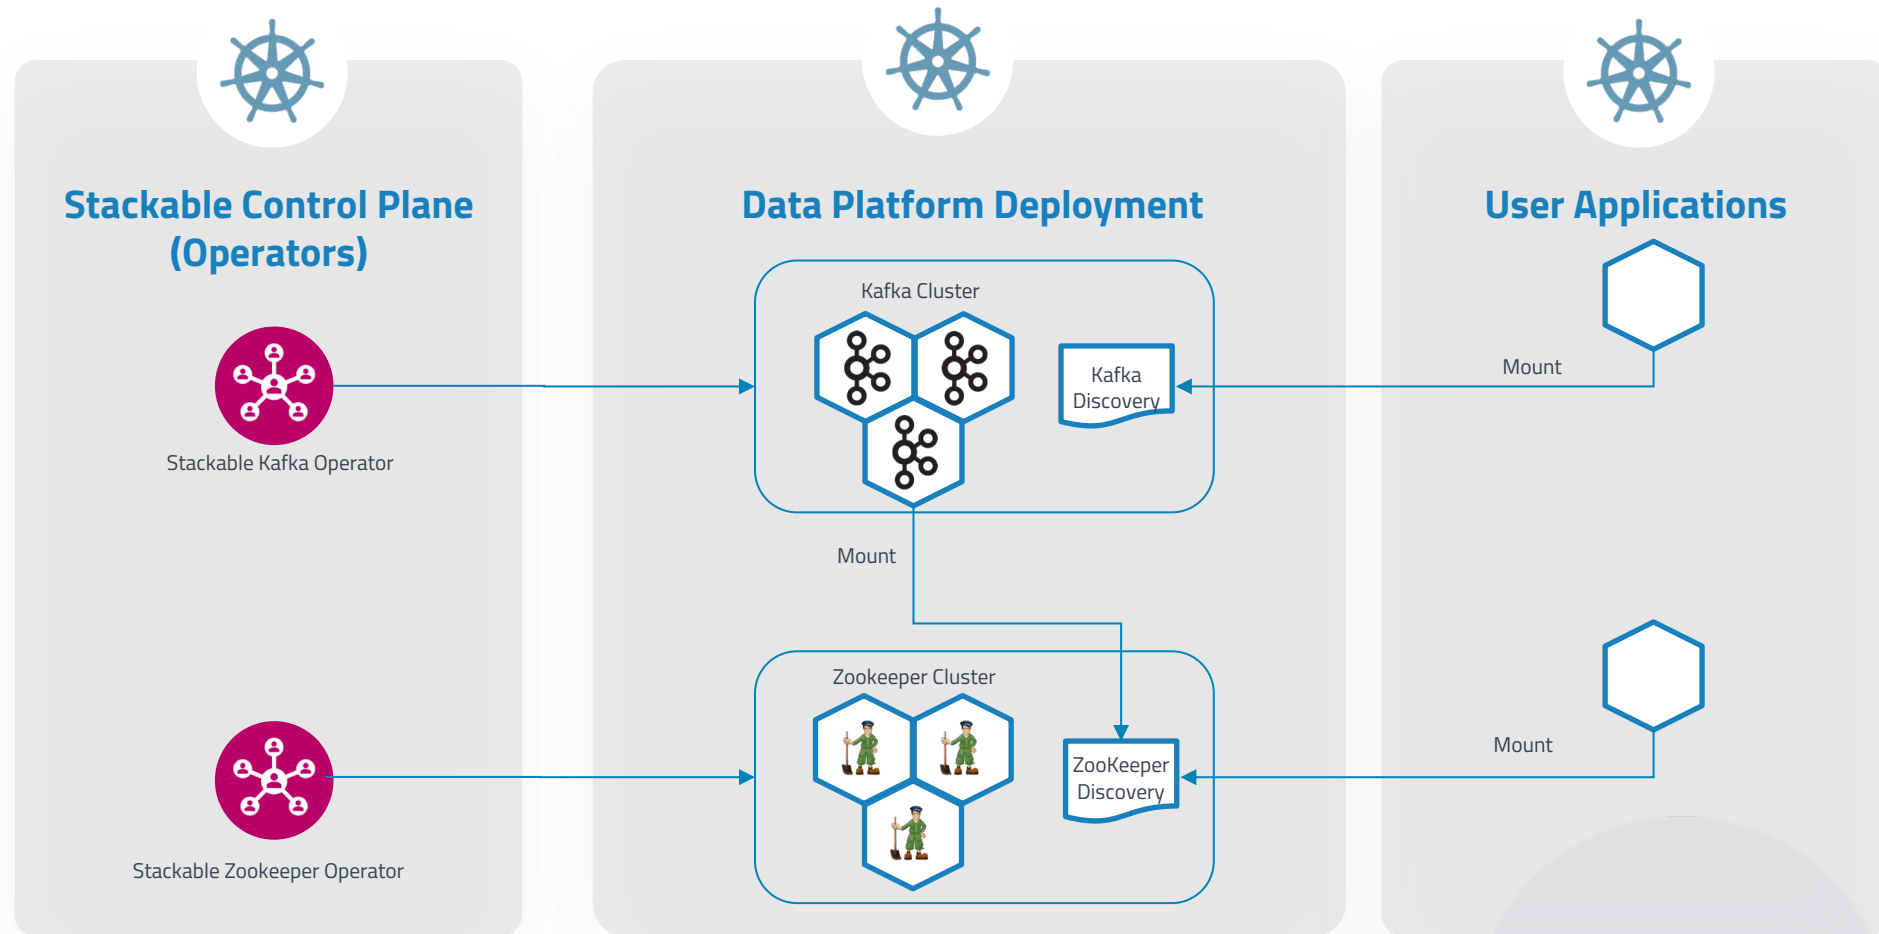 Stackable Control Plane
(Operators)
Stackable Kafka Operator
Stackable Zookeeper Operator
Data Platform Deployment
Kafka Cluster
Kafka
Discovery
Mount
Zookeeper Cluster
ZooKeeper
Discovery
User Applications
Mount
Mount